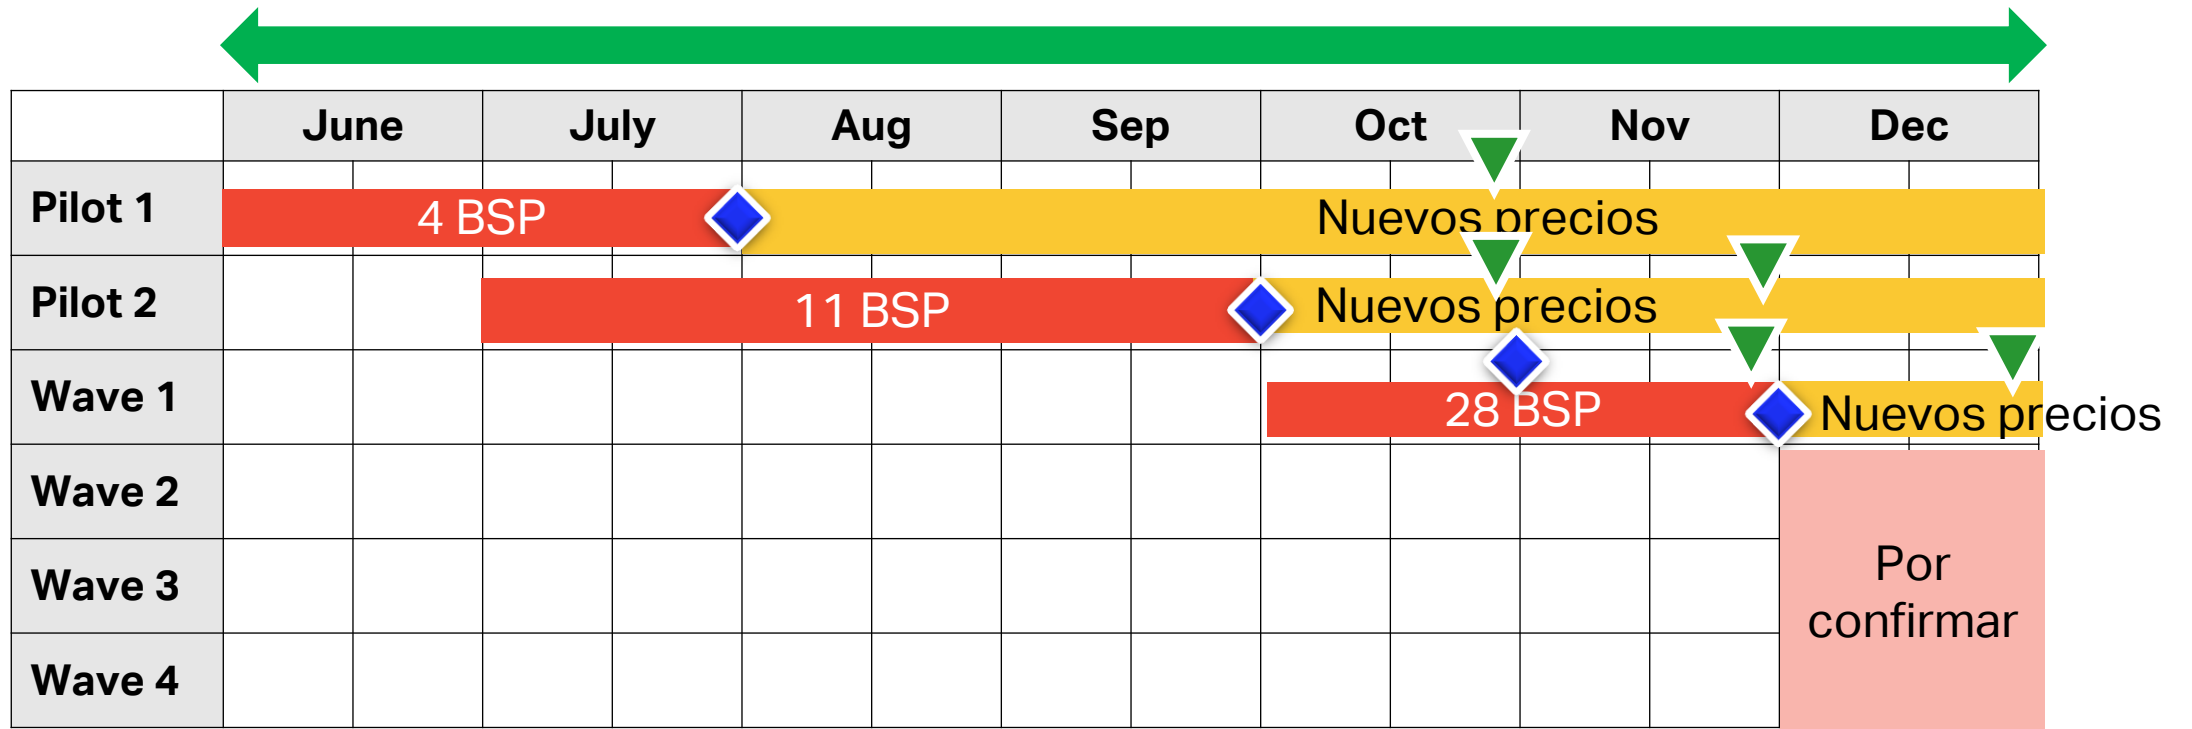 June July Aug Sep Oct Nov Dec
Pilot 1 4 BSP Nuevos precios
Pilot 2 11 BSP Nuevos precios
Wave 1 28 BSP Nuevos precios
Wave 2
Wave 3
Wave 4
Por
confirmar